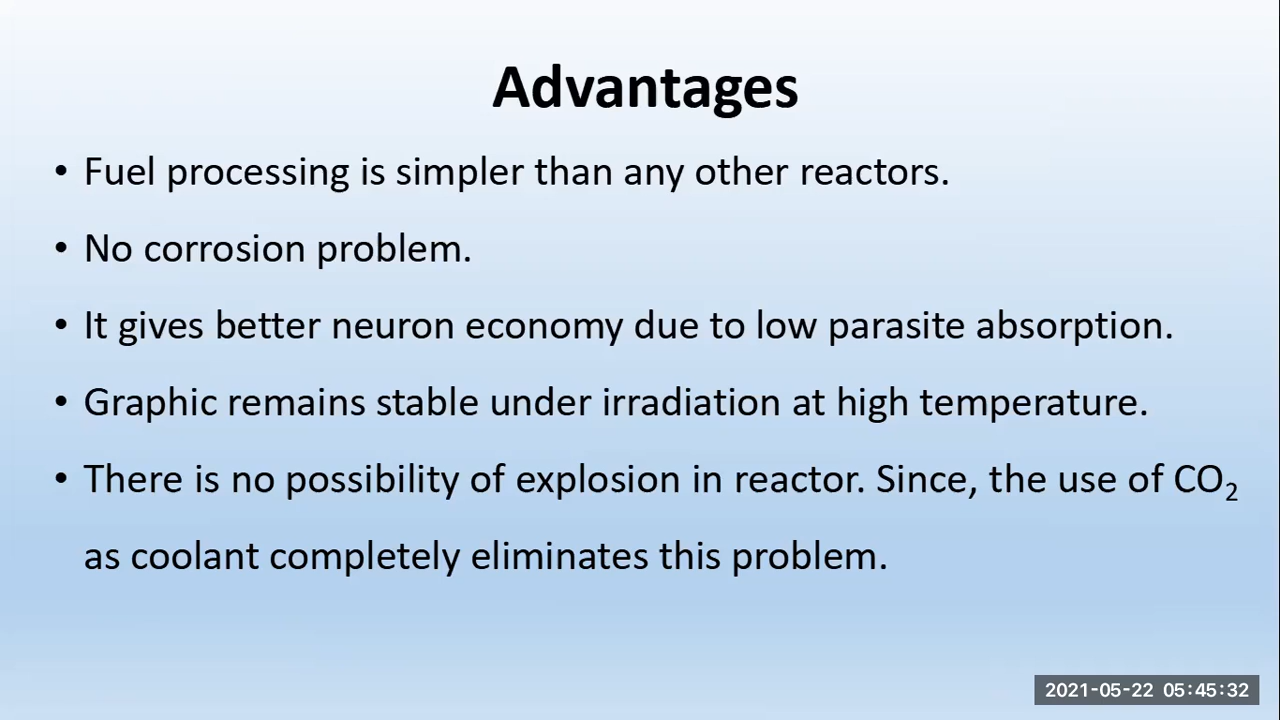 Advantages
• Fuel processing is simpler than any other reactors.
• No corrosion problem.
• It gives better neuron economy due to low parasite absorption.
• Graphic remains stable under irradiation at high temperature.
• There is no possibility of explosion in reactor. Since, the use of CO₂
as coolant completely eliminates this problem.
2021-05-22 05:45:32